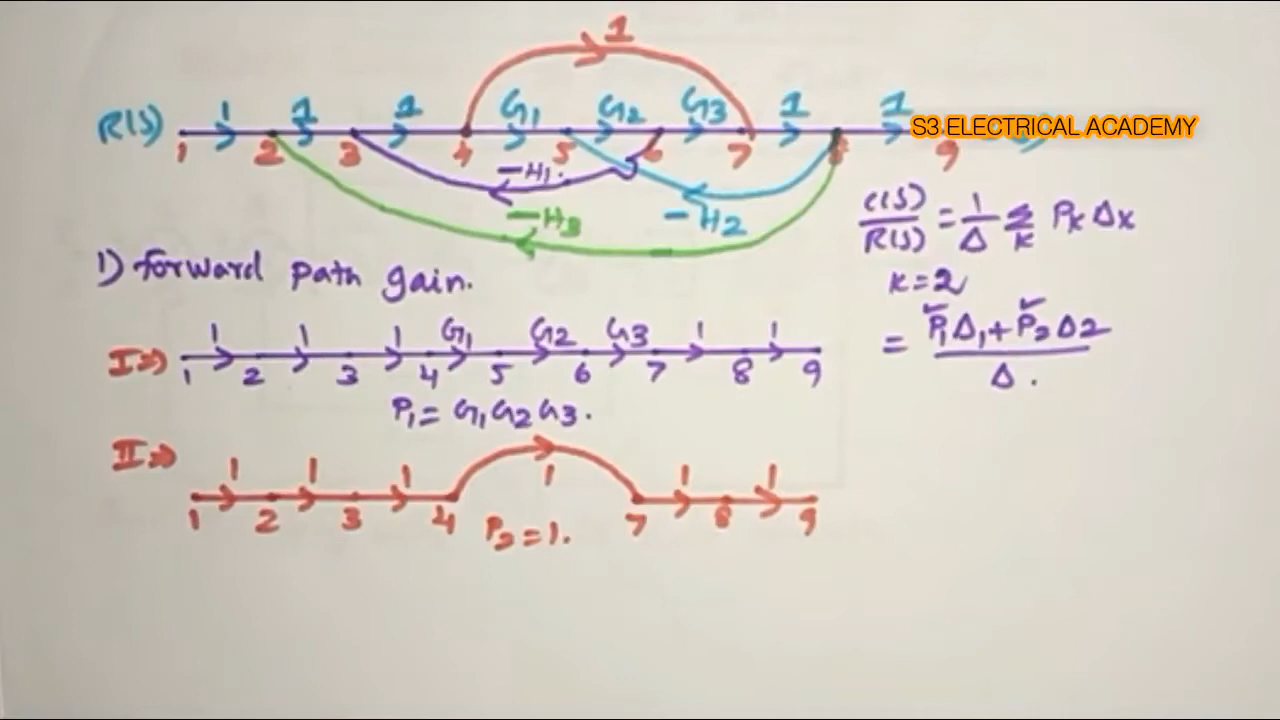 1
R(S) 1 1 1 G1 G2 G3 1 1 S3 ELECTRICAL ACADEMY
1 2 3 4 5 6 7 8 9
-H1.
-H3 -H2
C(S)/R(S) = 1/Δ Σ_K PK ΔK
1) forward path gain.
K=2
I⇒) 1 1 1 G1 G2 G3 1 1
1 2 3 4 5 6 7 8 9
= (P1Δ1 + P2Δ2)/Δ.
P1 = G1G2G3.
II⇒ 1 1 1 1 1 1
1 2 3 4 7 8 9
P2 = 1.